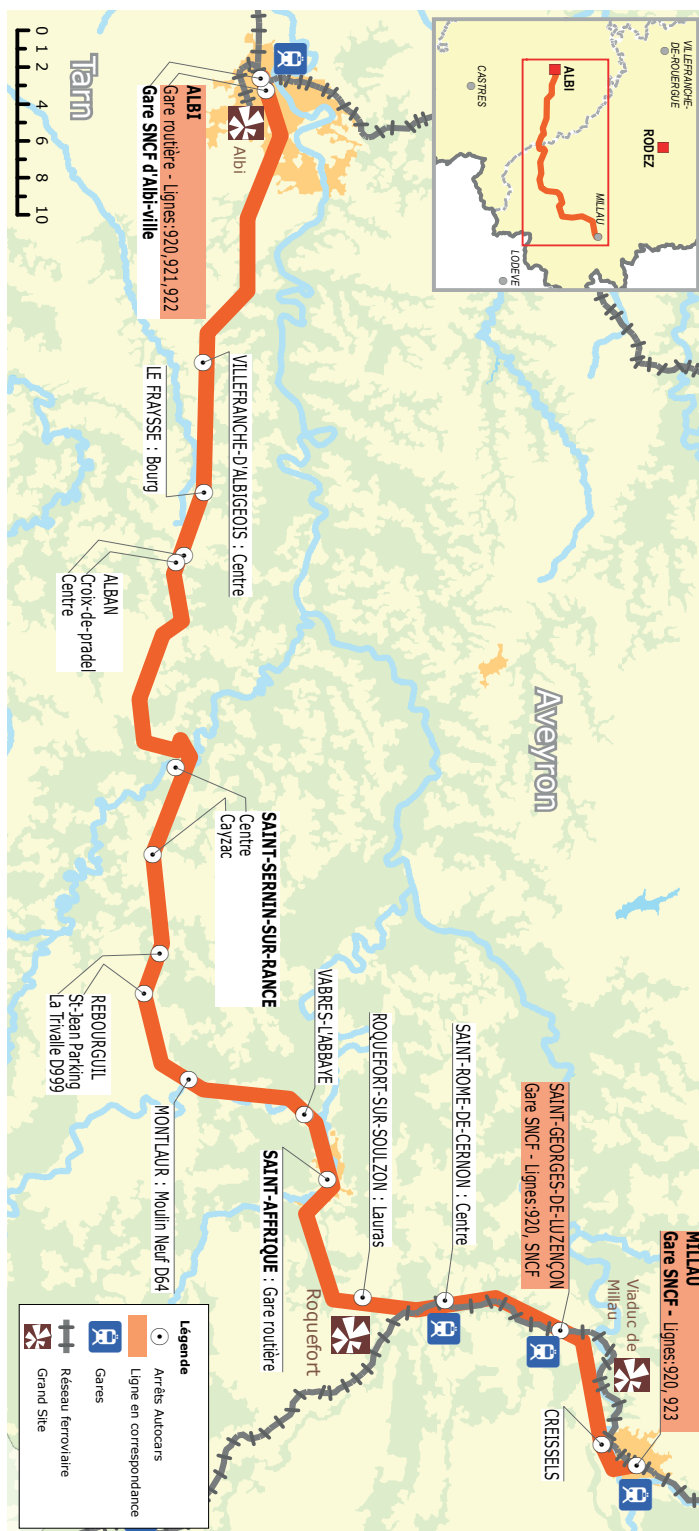 VILLEFRANCHE-
DE-ROUERGUE
RODEZ
ALBI
CASTRES
MILLAU
LODEVE
0 1 2 4 6 8 10
Tarn
Aveyron
Albi
ALBI
Gare routière - Lignes:920,921,922
Gare SNCF d'Albi-ville
VILLEFRANCHE-D'ALBIGEOIS : Centre
LE FRAYSSE : Bourg
ALBAN
Croix-de-pradel
Centre
SAINT-SERNIN-SUR-RANCE
Centre
Cayzac
REBOURGUIL
St-Jean Parking
La Trivalle D999
MONTLAUR : Moulin Neuf D64
VABRES-L'ABBAYE
SAINT-AFFRIQUE : Gare routière
ROQUEFORT-SUR-SOULZON : Lauras
Roquefort
SAINT-ROME-DE-CERNON : Centre
SAINT-GEORGES-DE-LUZENÇON
Gare SNCF - Lignes:920, SNCF
Viaduc de
Millau
CREISSELS
MILLAU
Gare SNCF - Lignes:920, 923
Légende
Arrêts Autocars
Ligne en correspondance
Gares
Réseau ferroviaire
Grand Site